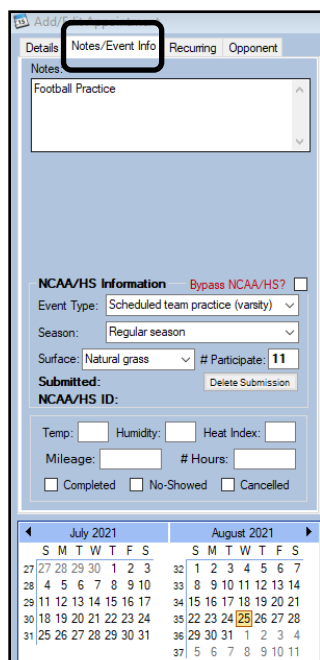 Add/Edit Appointment
Details Notes/Event Info Recurring Opponent
Notes:
Football Practice
NCAA/HS Information Bypass NCAA/HS?
Event Type: Scheduled team practice (varsity)
Season: Regular season
Surface: Natural grass # Participate: 11
Submitted: Delete Submission
NCAA/HS ID:
Temp: Humidity: Heat Index:
Mileage: # Hours:
Completed No-Showed Cancelled
July 2021 August 2021
S M T W T F S S M T W T F S
27 27 28 29 30 1 2 3 32 1 2 3 4 5 6 7
28 4 5 6 7 8 9 10 33 8 9 10 11 12 13 14
29 11 12 13 14 15 16 17 34 15 16 17 18 19 20 21
30 18 19 20 21 22 23 24 35 22 23 24 25 26 27 28
31 25 26 27 28 29 30 31 36 29 30 31 1 2 3 4
37 5 6 7 8 9 10 11